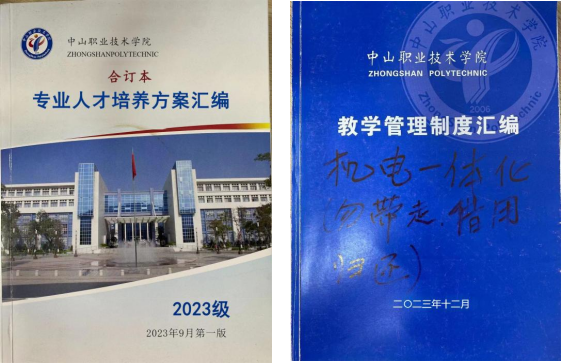 中山职业技术学院
ZHONGSHANPOLYTECHNIC
合订本
专业人才培养方案汇编
2023级
2023年9月第一版
中山职业技术学院
ZHONGSHAN POLYTECHNIC
2006
教学管理制度汇编
机电一体化
(勿带走,借阅
归还)
二〇二三年十二月